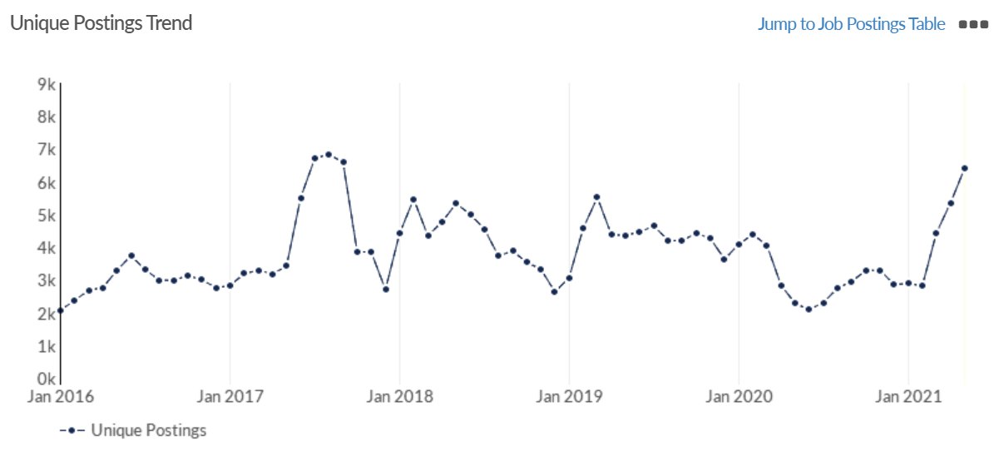 Unique Postings Trend
Jump to Job Postings Table
9k
8k
7k
6k
5k
4k
3k
2k
1k
0k
Jan 2016 Jan 2017 Jan 2018 Jan 2019 Jan 2020 Jan 2021
Unique Postings